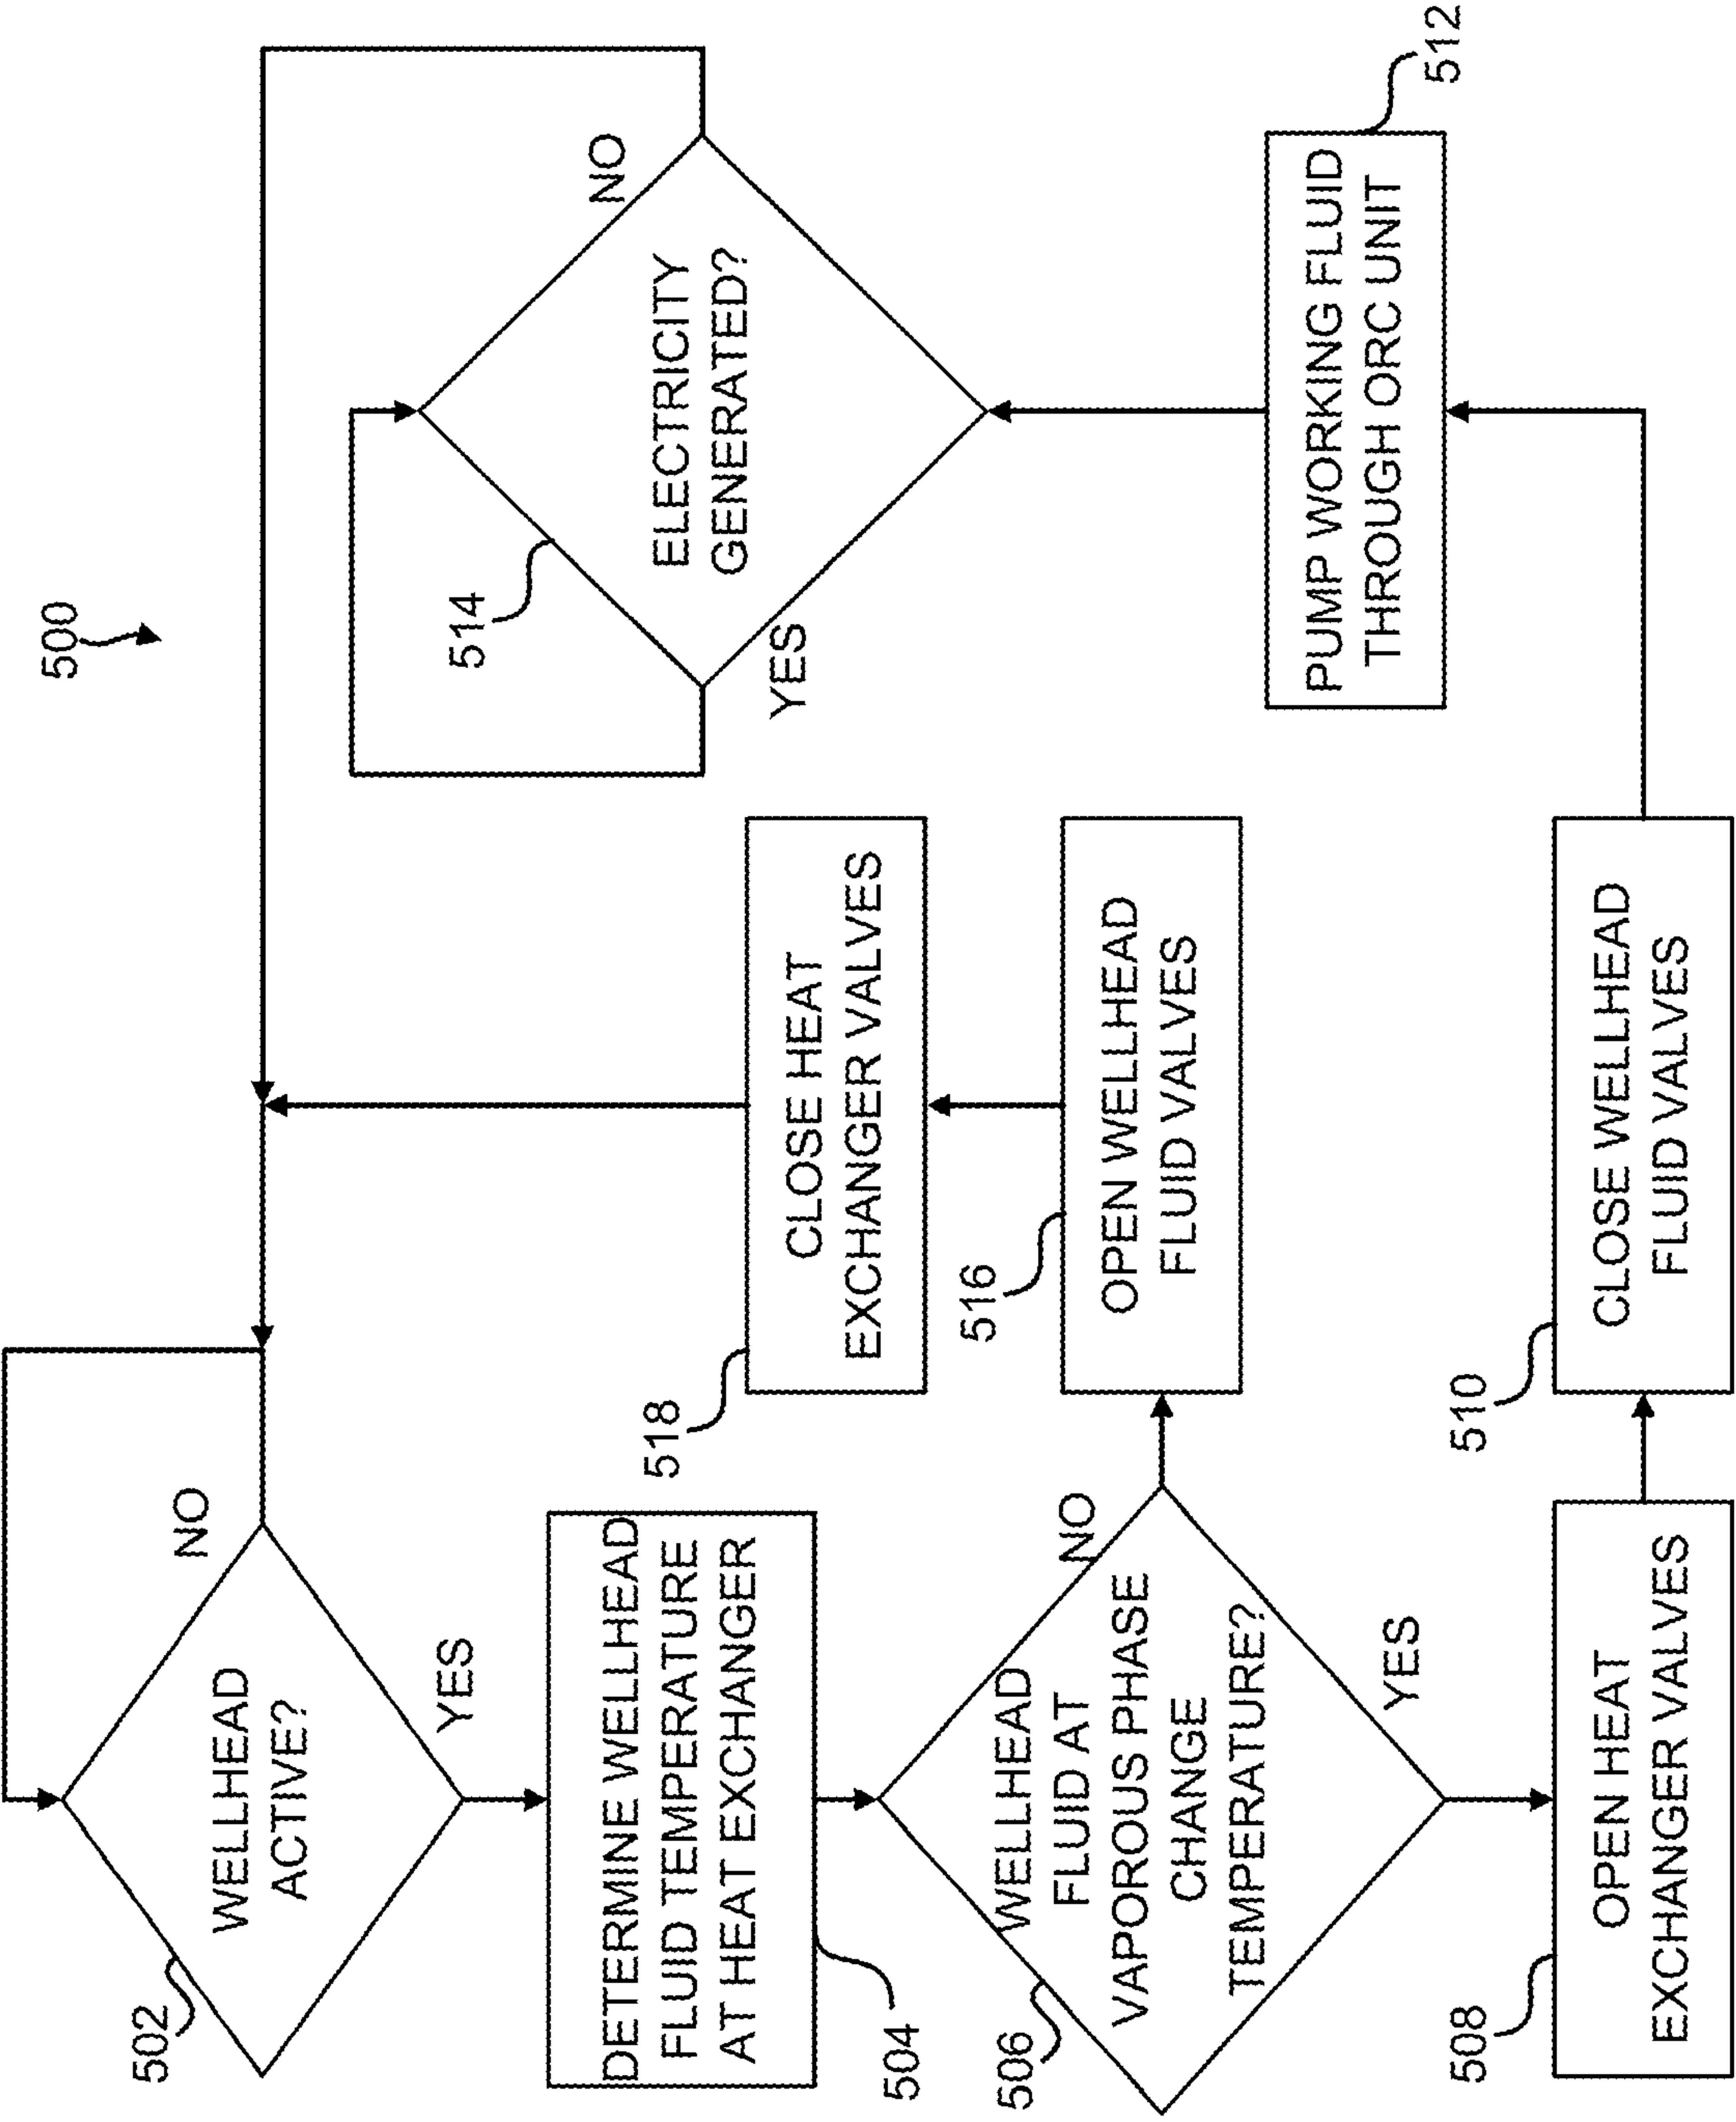 500
502
WELLHEAD
ACTIVE?
NO
YES
DETERMINE WELLHEAD
FLUID TEMPERATURE
AT HEAT EXCHANGER
504
506
WELLHEAD
FLUID AT
VAPOROUS PHASE
CHANGE
TEMPERATURE?
NO
YES
508
OPEN HEAT
EXCHANGER VALVES
510
CLOSE WELLHEAD
FLUID VALVES
516
OPEN WELLHEAD
FLUID VALVES
518
CLOSE HEAT
EXCHANGER VALVES
512
PUMP WORKING FLUID
THROUGH ORC UNIT
514
ELECTRICITY
GENERATED?
NO
YES